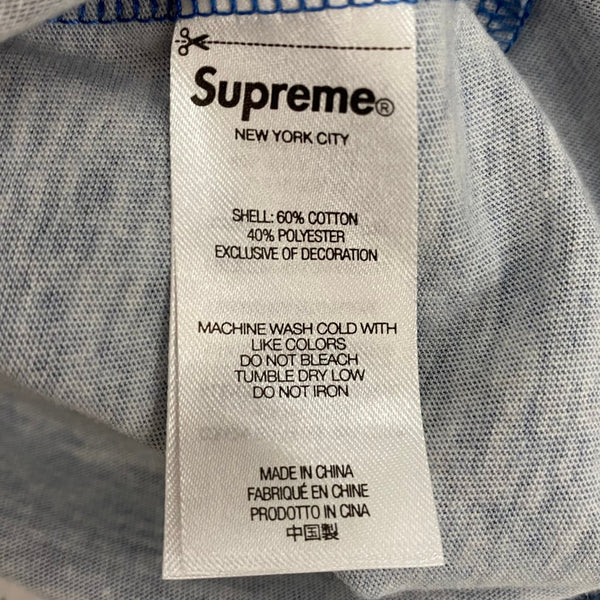 Supreme®
NEW YORK CITY
SHELL: 60% COTTON
40% POLYESTER
EXCLUSIVE OF DECORATION
MACHINE WASH COLD WITH
LIKE COLORS
DO NOT BLEACH
TUMBLE DRY LOW
DO NOT IRON
MADE IN CHINA
FABRIQUÉ EN CHINE
PRODOTTO IN CINA
中国製